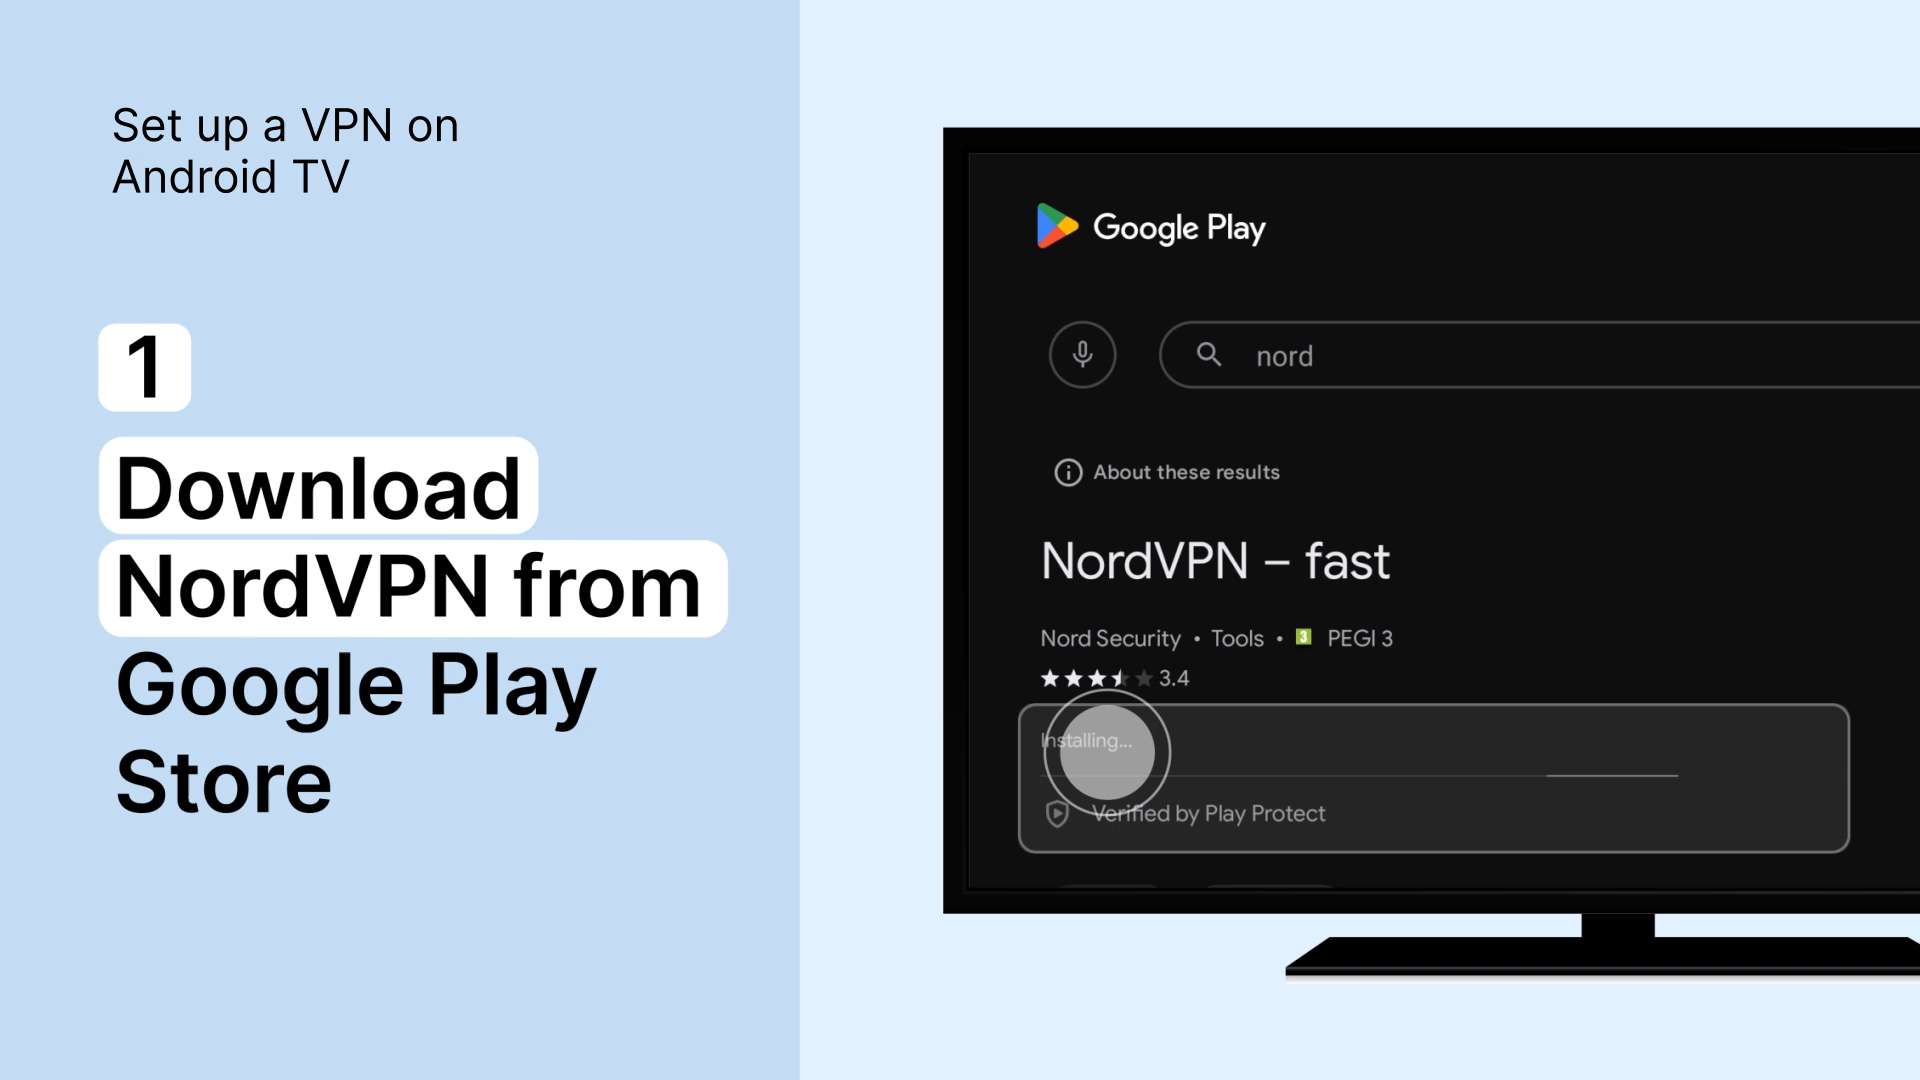 Set up a VPN on
Android TV
1
Download
NordVPN from
Google Play
Store
Google Play
nord
About these results
NordVPN – fast
Nord Security • Tools • 3 PEGI 3
3.4
Installing...
Verified by Play Protect